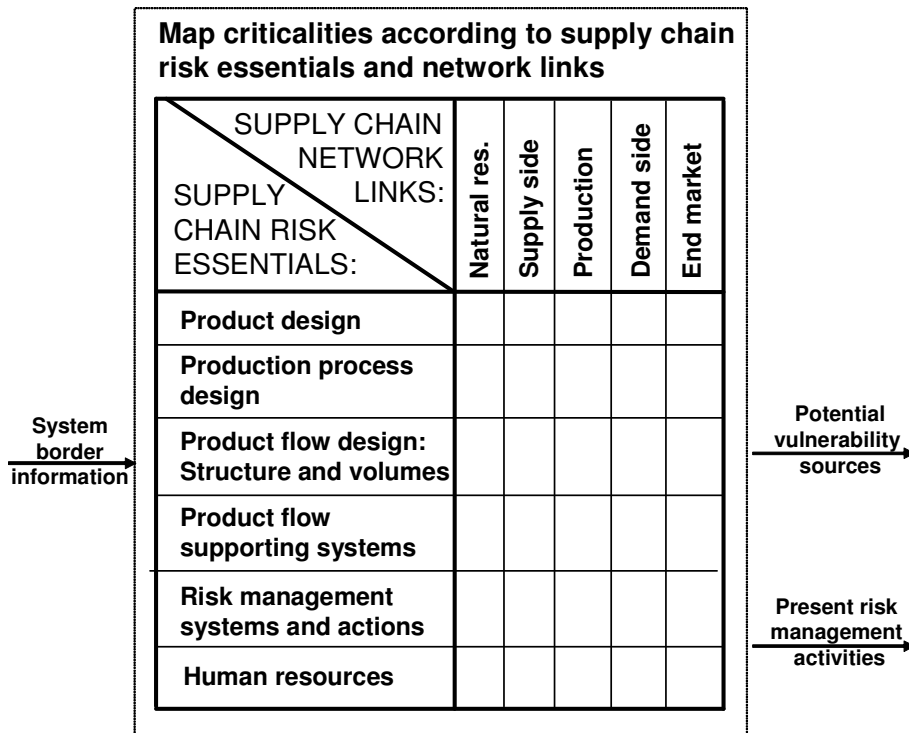 Map criticalities according to supply chain
risk essentials and network links
SUPPLY CHAIN
NETWORK
LINKS:
SUPPLY
CHAIN RISK
ESSENTIALS:
Natural res.
Supply side
Production
Demand side
End market
Product design
Production process
design
Product flow design:
Structure and volumes
Product flow
supporting systems
Risk management
systems and actions
Human resources
System
border
information
Potential
vulnerability
sources
Present risk
management
activities